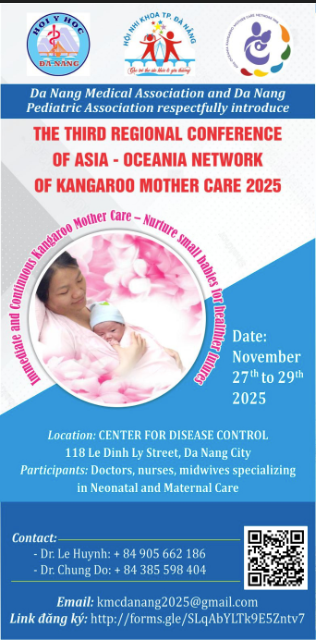 HỘI Y HỌC
ĐÀ NẴNG
HỘI NHI KHOA TP. ĐÀ NẴNG
Da Nang Medical Association and Da Nang
Pediatric Association respectfully introduce
THE THIRD REGIONAL CONFERENCE
OF ASIA - OCEANIA NETWORK
OF KANGAROO MOTHER CARE 2025
Immediate and Continuous Kangaroo Mother Care – Nurture small babies for healthier futures
Date:
November
27th to 29th
2025
Location: CENTER FOR DISEASE CONTROL
118 Le Dinh Ly Street, Da Nang City
Participants: Doctors, nurses, midwives specializing
in Neonatal and Maternal Care
Contact:
- Dr. Le Huynh: + 84 905 662 186
- Dr. Chung Do: + 84 385 598 404
Email: kmcdanang2025@gmail.com
Link đăng ký: http://forms.gle/SLqAbYLTk9E5Zntv7